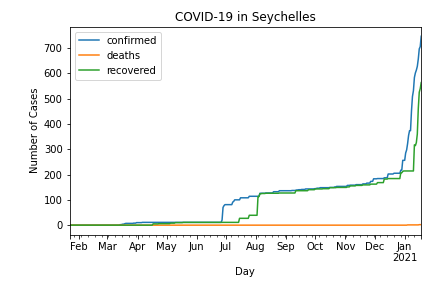 COVID-19 in Seychelles
confirmed
deaths
recovered
Number of Cases
700
600
500
400
300
200
100
0
Feb Mar Apr May Jun Jul Aug Sep Oct Nov Dec Jan
2021
Day